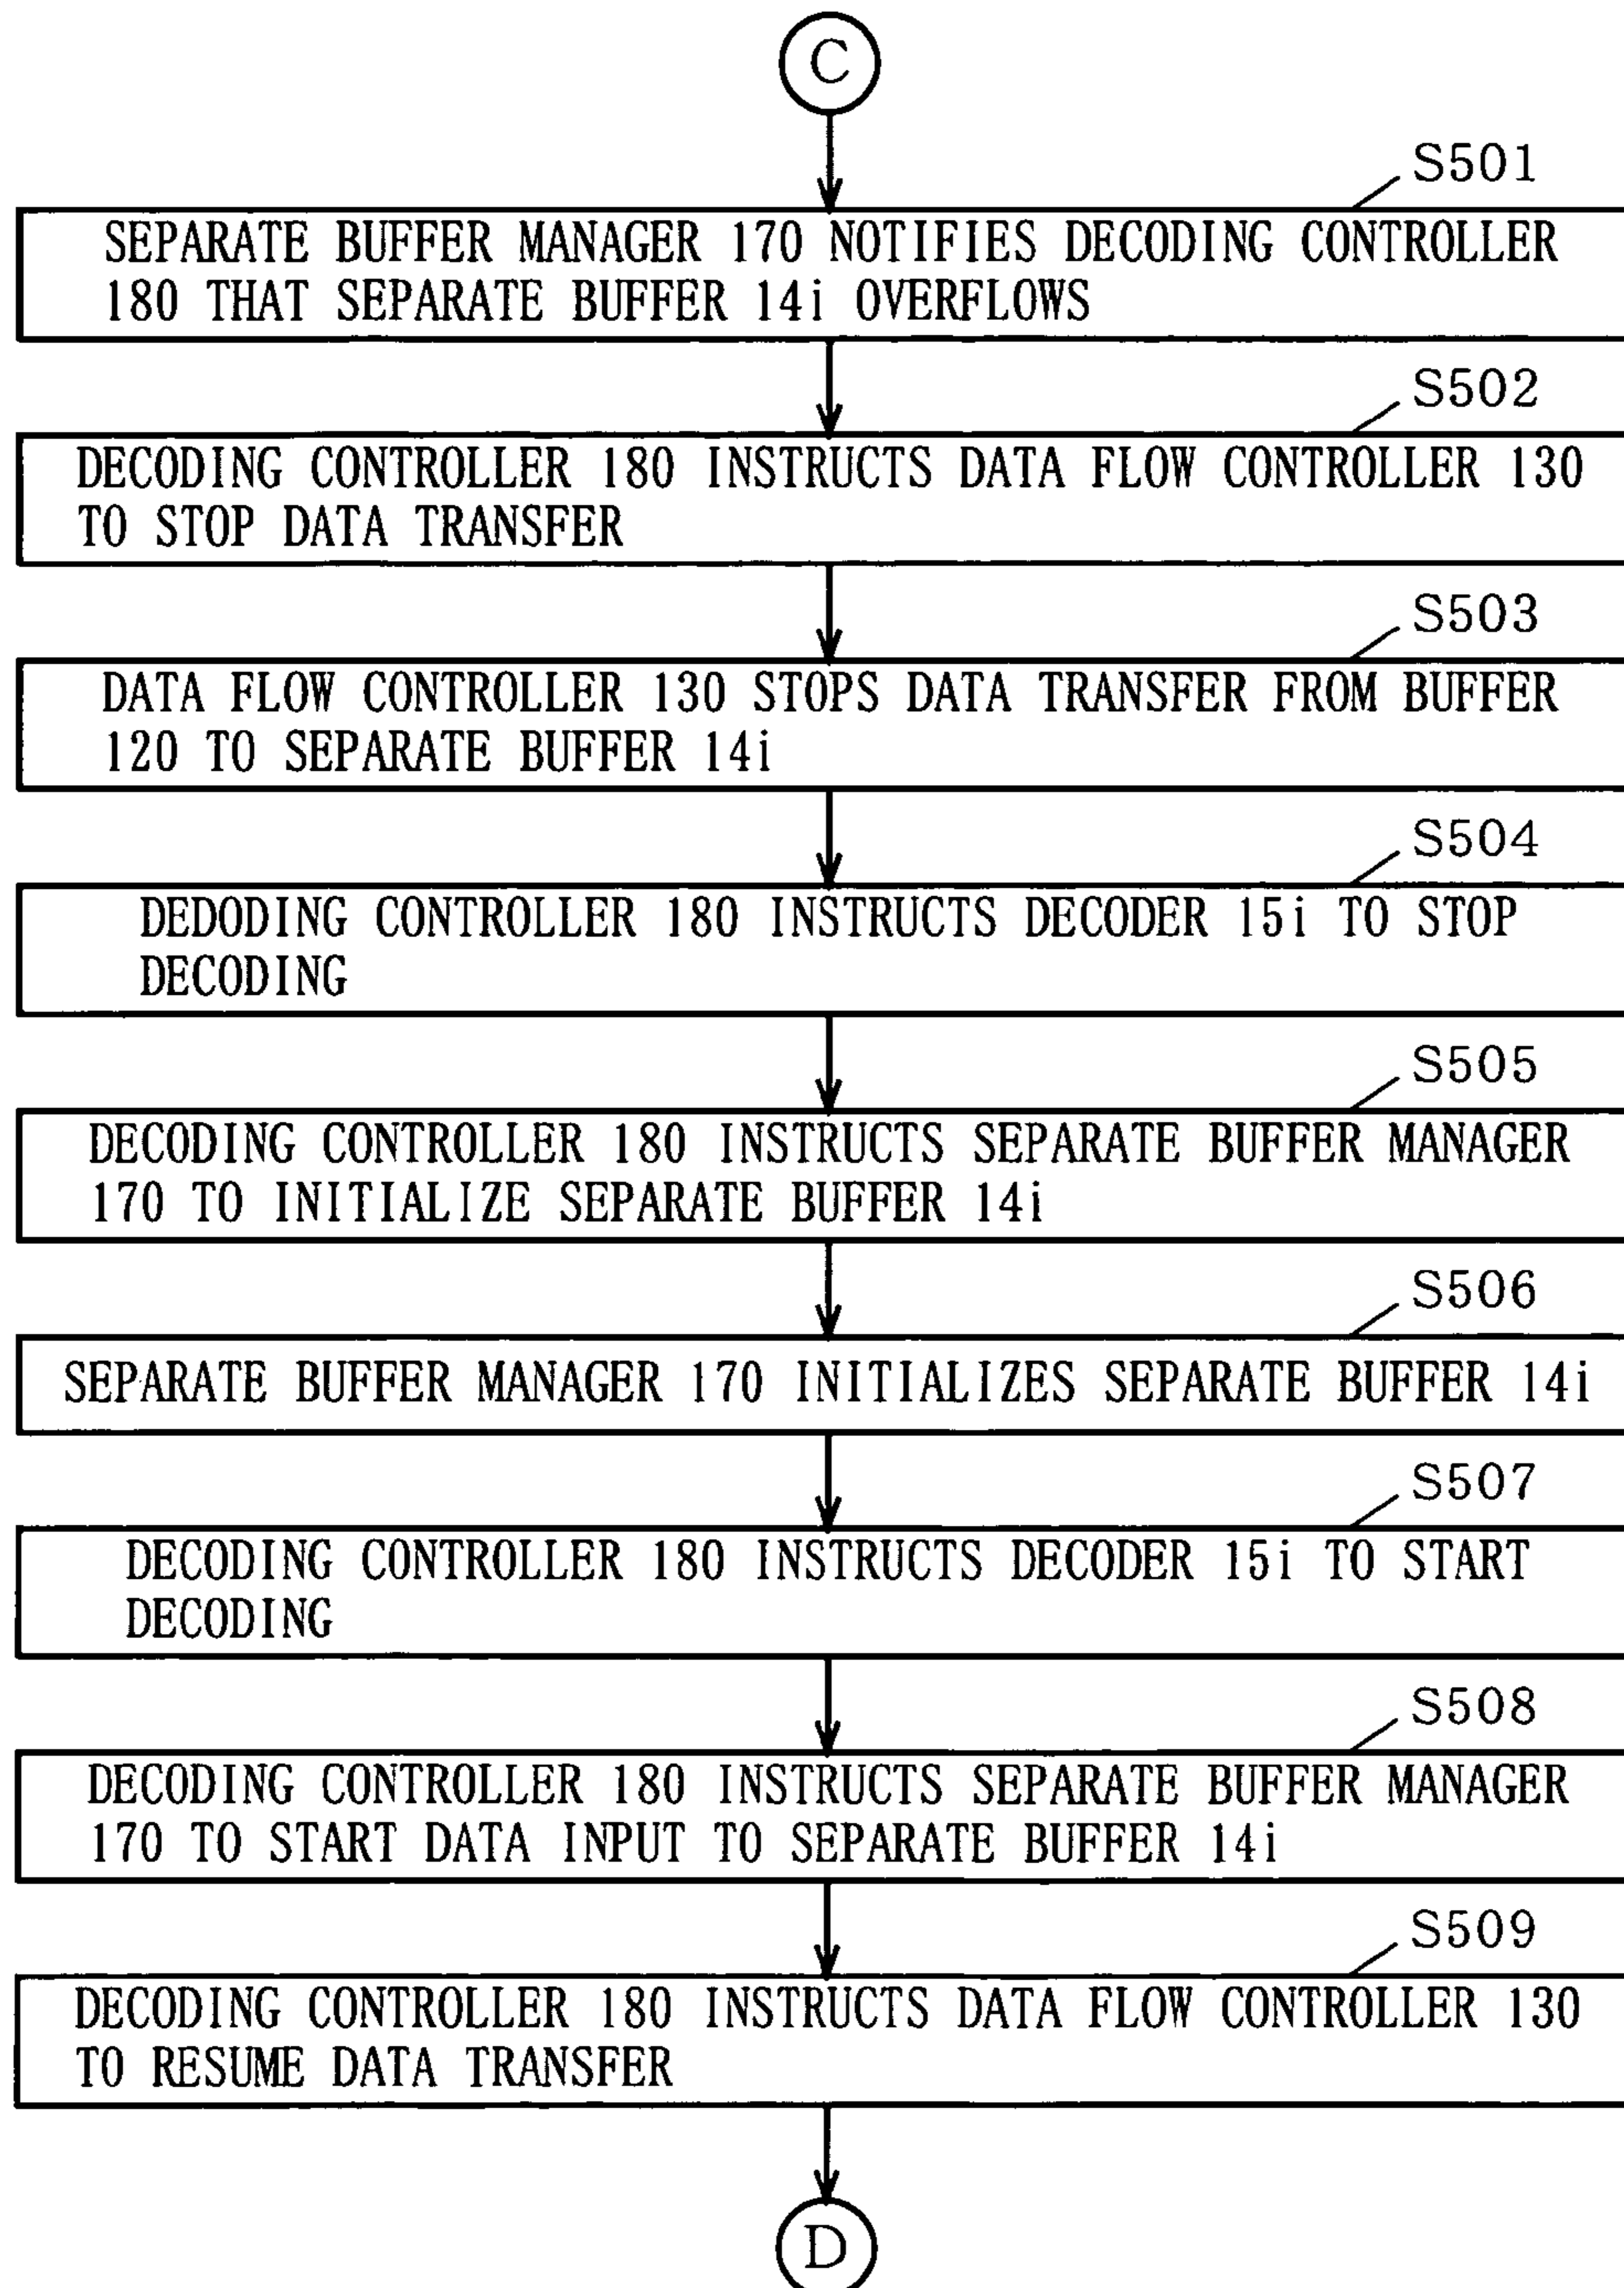 C
S501
SEPARATE BUFFER MANAGER 170 NOTIFIES DECODING CONTROLLER
180 THAT SEPARATE BUFFER 14i OVERFLOWS
S502
DECODING CONTROLLER 180 INSTRUCTS DATA FLOW CONTROLLER 130
TO STOP DATA TRANSFER
S503
DATA FLOW CONTROLLER 130 STOPS DATA TRANSFER FROM BUFFER
120 TO SEPARATE BUFFER 14i
S504
DEDODING CONTROLLER 180 INSTRUCTS DECODER 15i TO STOP
DECODING
S505
DECODING CONTROLLER 180 INSTRUCTS SEPARATE BUFFER MANAGER
170 TO INITIALIZE SEPARATE BUFFER 14i
S506
SEPARATE BUFFER MANAGER 170 INITIALIZES SEPARATE BUFFER 14i
S507
DECODING CONTROLLER 180 INSTRUCTS DECODER 15i TO START
DECODING
S508
DECODING CONTROLLER 180 INSTRUCTS SEPARATE BUFFER MANAGER
170 TO START DATA INPUT TO SEPARATE BUFFER 14i
S509
DECODING CONTROLLER 180 INSTRUCTS DATA FLOW CONTROLLER 130
TO RESUME DATA TRANSFER
D